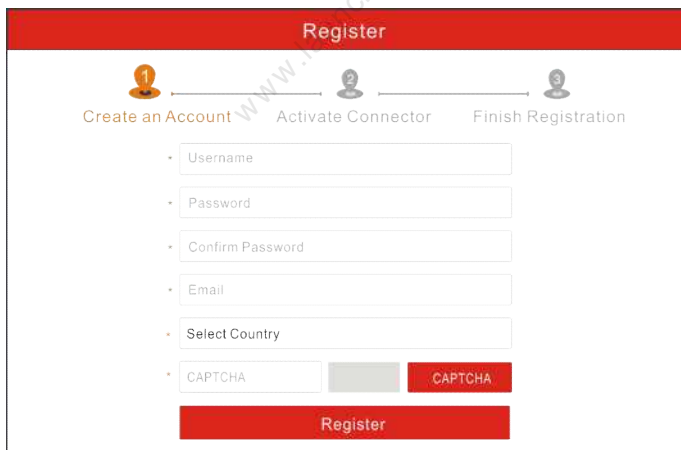 Register
1 2 3
Create an Account Activate Connector Finish Registration
* Username
* Password
* Confirm Password
* Email
* Select Country
* CAPTCHA CAPTCHA
Register